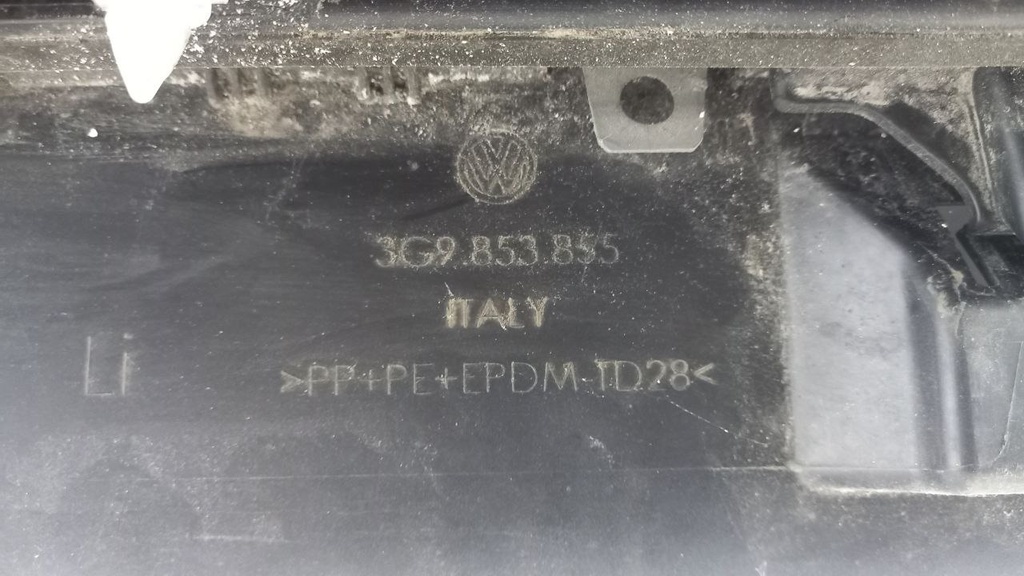 3G9.853.855
ITALY
Li
>PP+PE+EPDM-TD28<